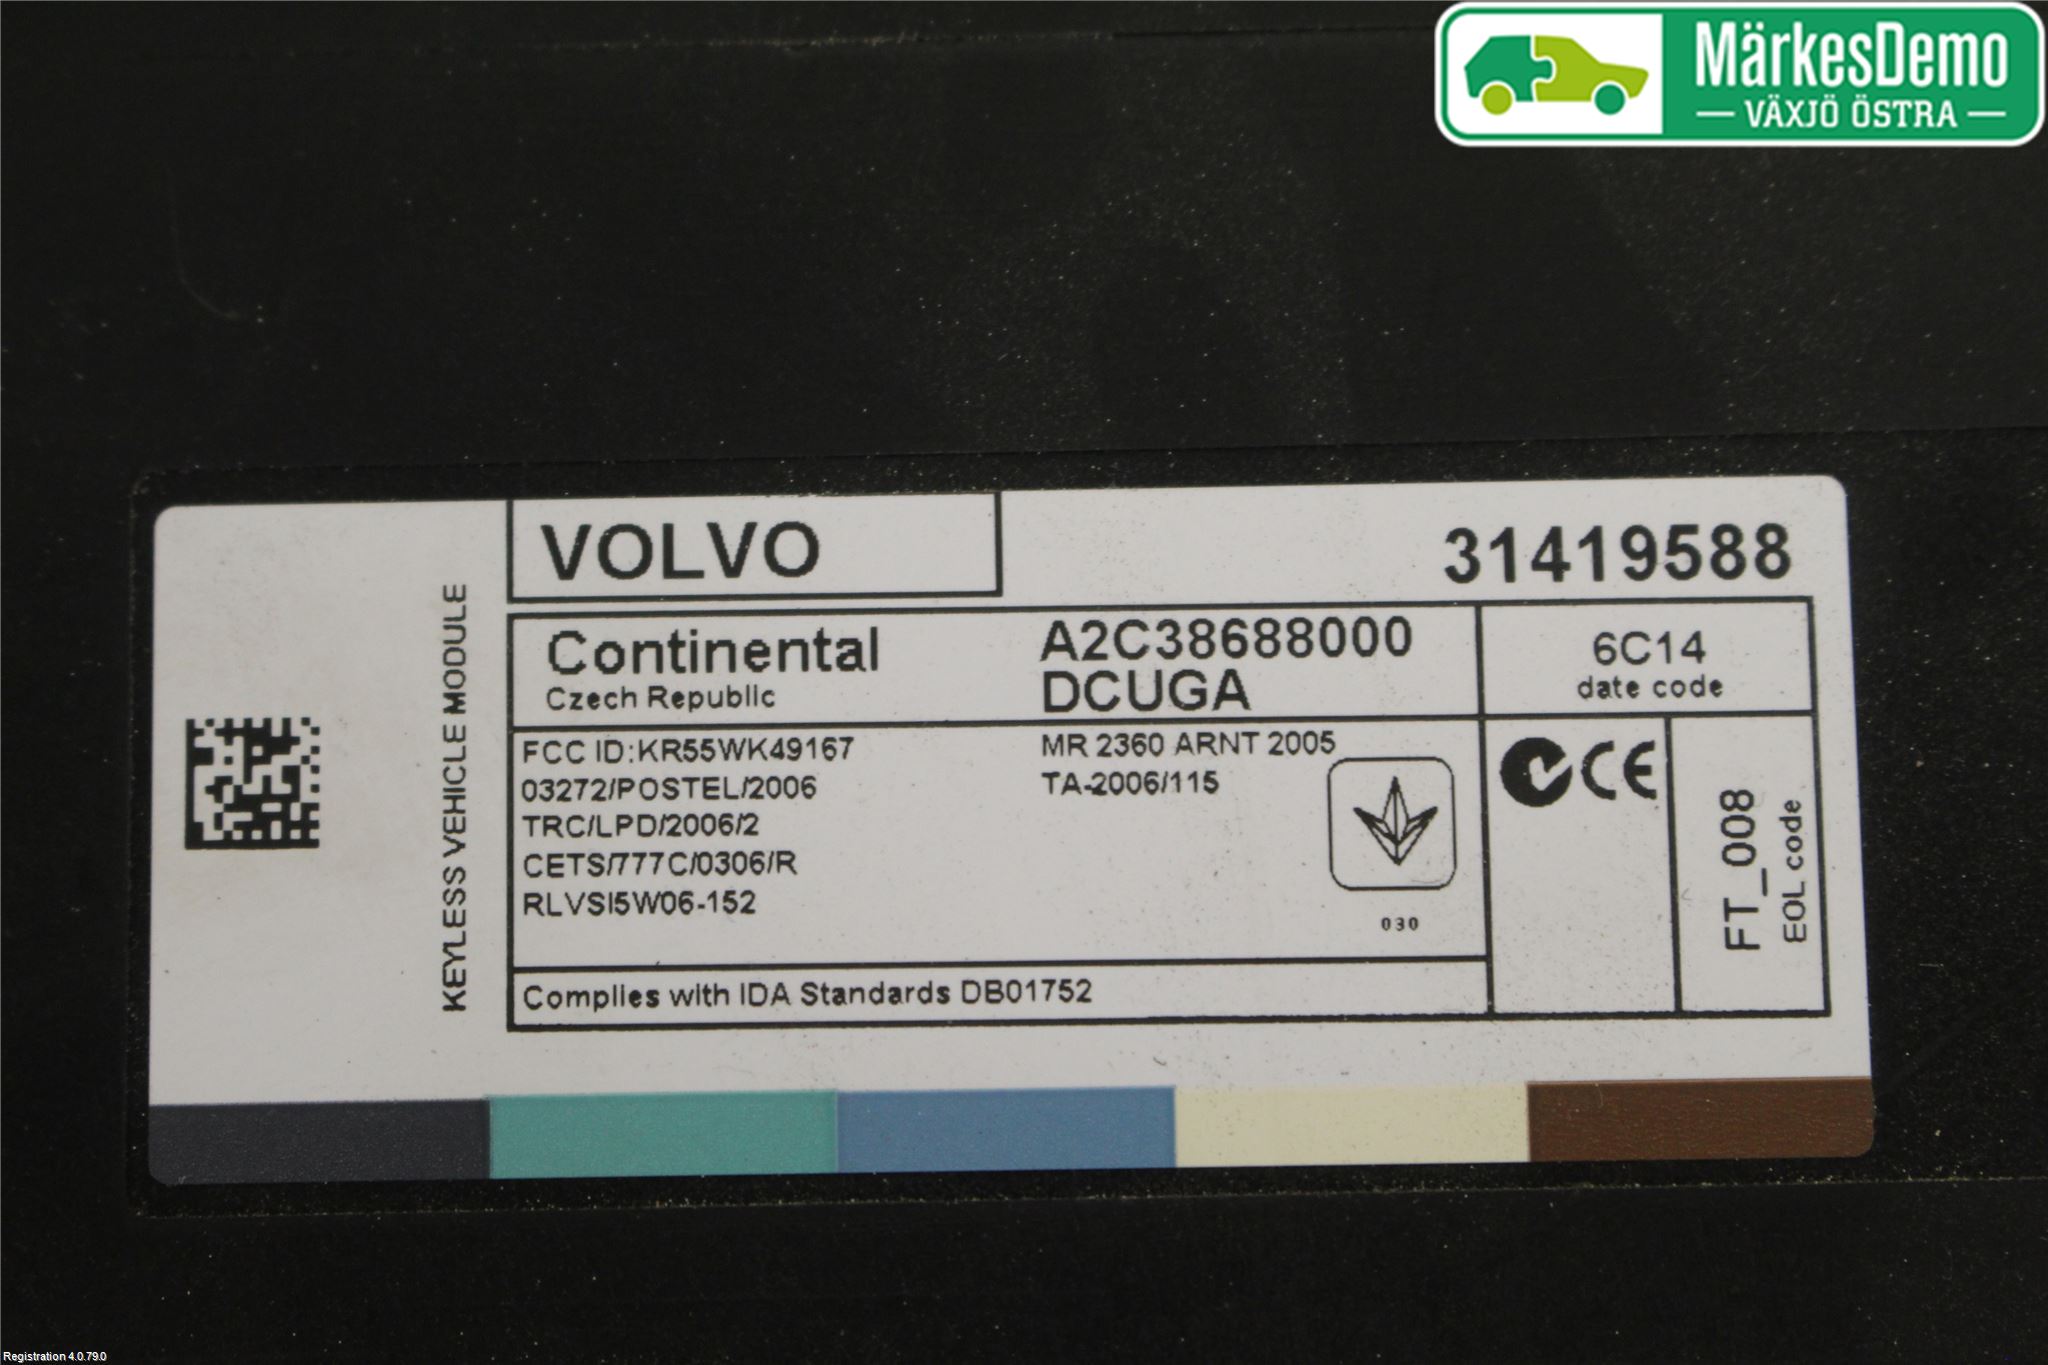 MärkesDemo
— VÄXJÖ ÖSTRA —
VOLVO
31419588
KEYLESS VEHICLE MODULE
Continental
Czech Republic
A2C38688000
DCUGA
6C14
date code
FCC ID:KR55WK49167
03272/POSTEL/2006
TRC/LPD/2006/2
CETS/777C/0306/R
RLVSI5W06-152
MR 2360 ARNT 2005
TA-2006/115
030
CE
FT_008
EOL code
Complies with IDA Standards DB01752
Registration 4.0.79.0